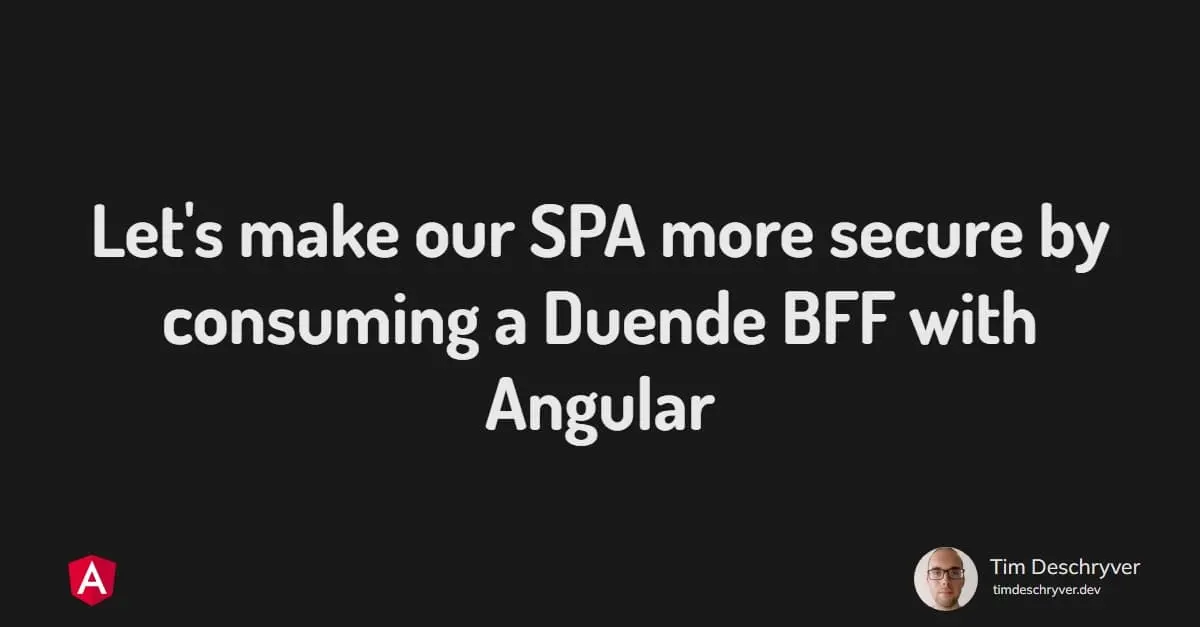 Let's make our SPA more secure by
consuming a Duende BFF with
Angular
A
Tim Deschryver
timdeschryver.dev